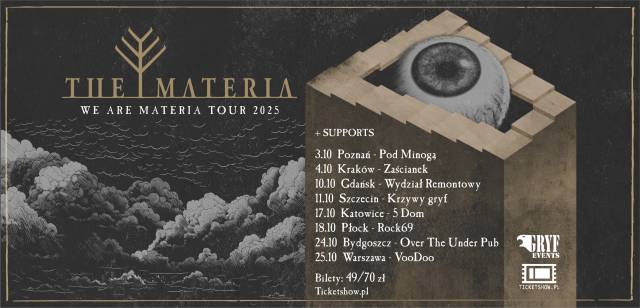 THE MATERIA
WE ARE MATERIA TOUR 2025
+ SUPPORTS
3.10 Poznań - Pod Minogą
4.10 Kraków - Zaścianek
10.10 Gdańsk - Wydział Remontowy
11.10 Szczecin - Krzywy gryf
17.10 Katowice - 5 Dom
18.10 Płock - Rock69
24.10 Bydgoszcz - Over The Under Pub
25.10 Warszawa - VooDoo
Bilety: 49/70 zł
Ticketshow.pl
GRYF
EVENTS
TICKETSHOW.PL